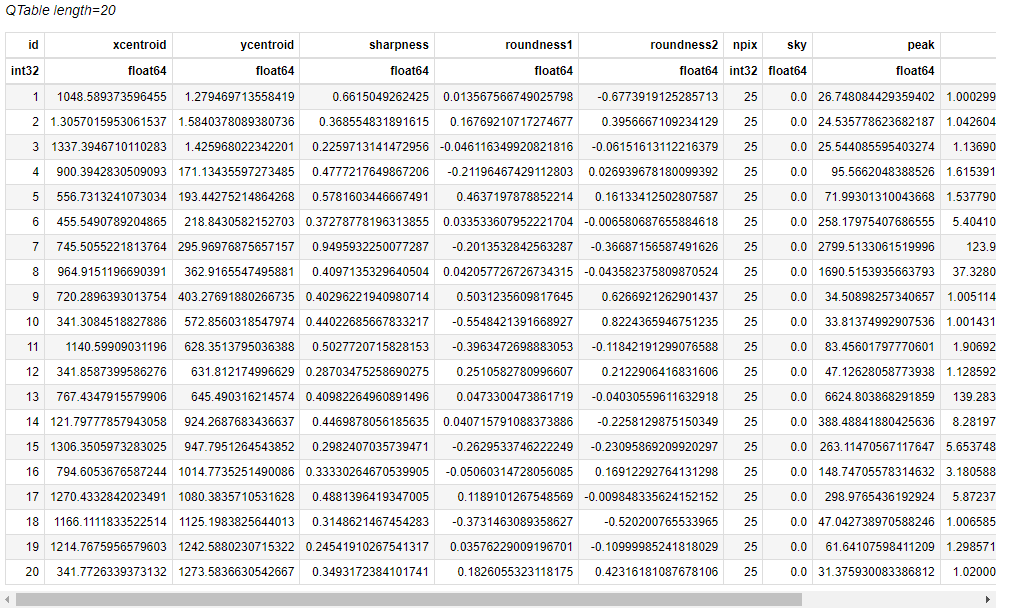 QTable length=20
id xcentroid ycentroid sharpness roundness1 roundness2 npix sky peak
int32 float64 float64 float64 float64 float64 int32 float64 float64
1 1048.589373596455 1.279469713558419 0.6615049262425 0.013567566749025798 -0.6773919125285713 25 0.0 26.748084429359402 1.000299
2 1.3057015953061537 1.5840378089380736 0.368554831891615 0.16769210717274677 0.3956667109234129 25 0.0 24.535778623682187 1.042604
3 1337.3946710110283 1.425968022342201 0.2259713141472956 -0.046116349920821816 -0.06151613112216379 25 0.0 25.544085595403274 1.13690
4 900.3942830509093 171.13435597273485 0.4777217649867206 -0.21196467429112803 0.026939678180099392 25 0.0 95.5662048388526 1.615391
5 556.7313241073034 193.44275214864268 0.5781603446667491 0.4637197878852214 0.16133412502807587 25 0.0 71.99301310043668 1.537790
6 455.5490789204865 218.8430582152703 0.37278778196313855 0.033533607952221704 -0.006580687655884618 25 0.0 258.17975407686555 5.40410
7 745.5055221813764 295.96976875657157 0.9495932250077287 -0.2013532842563287 -0.36687156587491626 25 0.0 2799.5133061519996 123.9
8 964.9151196690391 362.9165547495881 0.4097135329640504 0.042057726726734315 -0.043582375809870524 25 0.0 1690.5153935663793 37.3280
9 720.2896393013754 403.27691880266735 0.40296221940980714 0.5031235609817645 0.6266921262901437 25 0.0 34.50898257340657 1.005114
10 341.3084518827886 572.8560318547974 0.44022685667833217 -0.5548421391668927 0.8224365946751235 25 0.0 33.81374992907536 1.001431
11 1140.59909031196 628.3513795036388 0.5027720715828153 -0.3963472698883053 -0.11842191299076588 25 0.0 83.45601797770601 1.90692
12 341.8587399586276 631.812174996629 0.28703475258690275 0.2510582780996607 0.2122906416831606 25 0.0 47.12628058773938 1.128592
13 767.4347915579906 645.490316214574 0.40982264960891496 0.0473300473861719 -0.04030559611632918 25 0.0 6624.803868291859 139.283
14 121.79777857943058 924.2687683436637 0.4469878056185635 0.040715791088373886 -0.2258129875150349 25 0.0 388.48841880425636 8.28197
15 1306.3505973283025 947.7951264543852 0.2982407035739471 -0.2629533746222249 -0.23095869209920297 25 0.0 263.11470567117647 5.653748
16 794.6053676587244 1014.7735251490086 0.33330264670539905 -0.05060314728056085 0.16912292764131298 25 0.0 148.74705578314632 3.180588
17 1270.4332842023491 1080.3835710531628 0.4881396419347005 0.1189101267548569 -0.009848335624152152 25 0.0 298.9765436192924 5.87237
18 1166.1111833522514 1125.1983825644013 0.3148621467454283 -0.3731463089358627 -0.520200765533965 25 0.0 47.042738970588246 1.006585
19 1214.7675956579603 1242.5880230715322 0.24541910267541317 0.03576229009196701 -0.10999985241818029 25 0.0 61.64107598411209 1.298571
20 341.7726339373132 1273.5836630542667 0.3493172384101741 0.1826055323118175 0.42316181087678106 25 0.0 31.375930083386812 1.02000